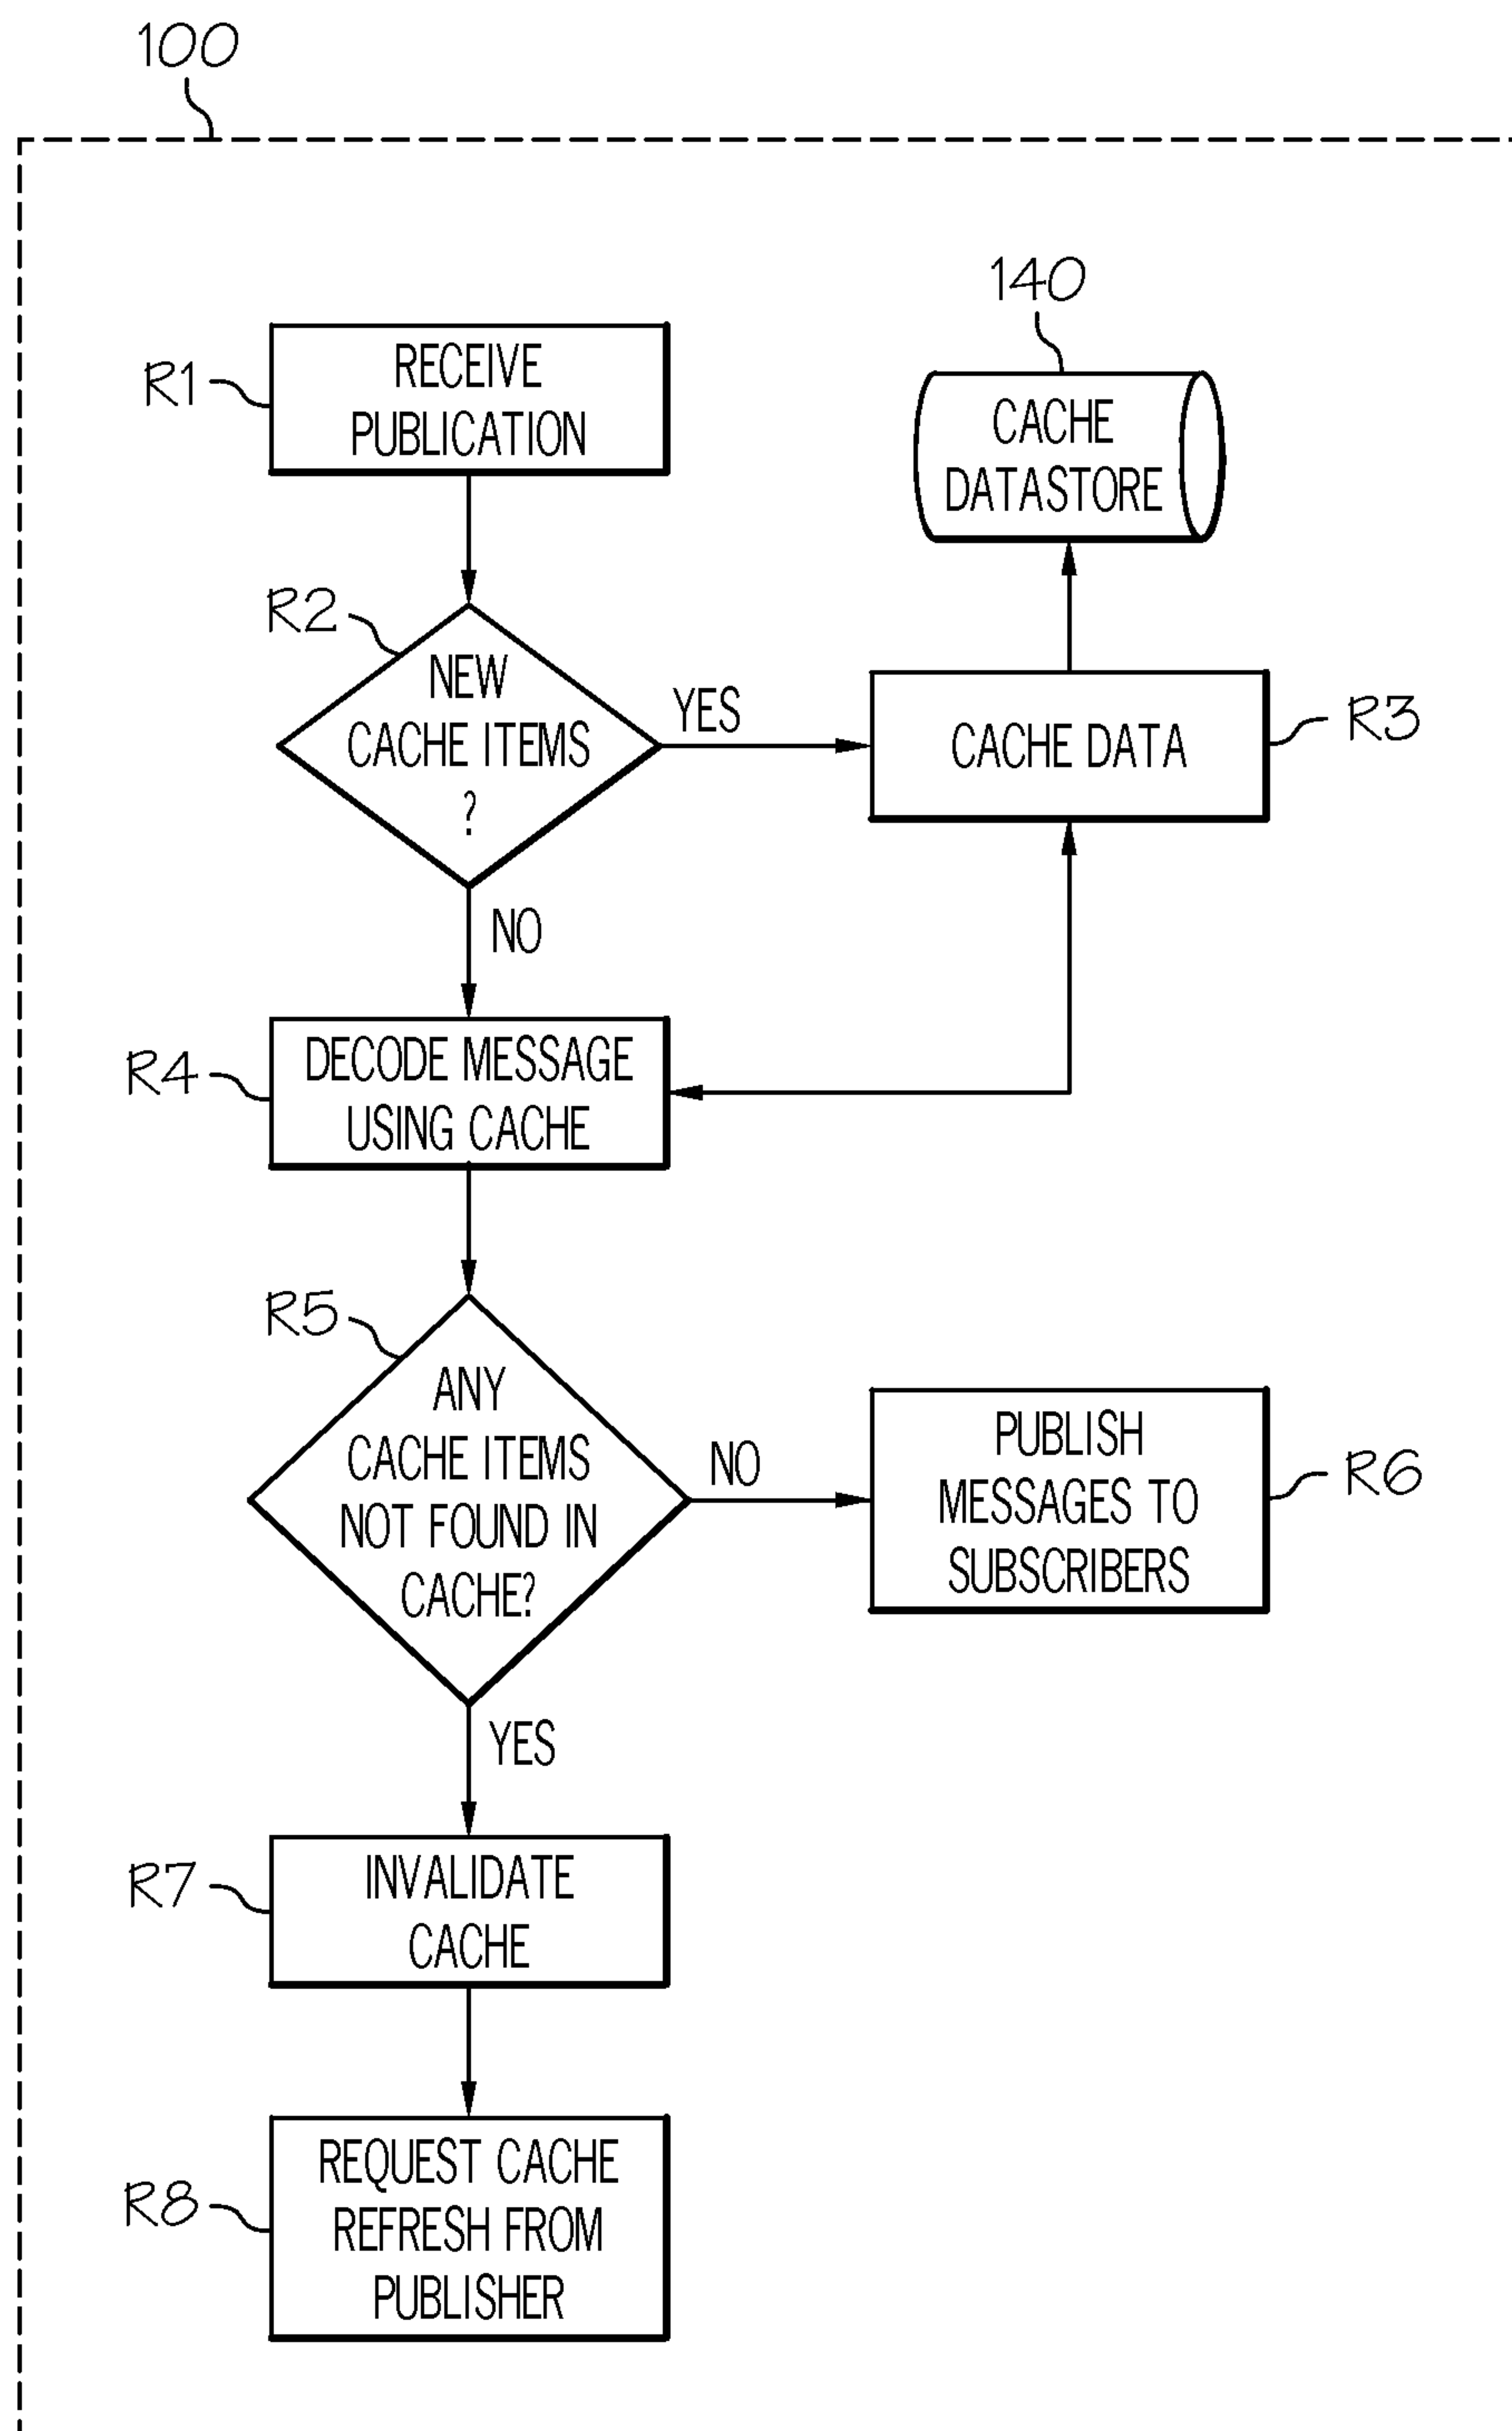 100
140
R1
RECEIVE
PUBLICATION
CACHE
DATASTORE
R2
NEW
CACHE ITEMS
?
YES
CACHE DATA
R3
NO
R4
DECODE MESSAGE
USING CACHE
R5
ANY
CACHE ITEMS
NOT FOUND IN
CACHE?
NO
PUBLISH
MESSAGES TO
SUBSCRIBERS
R6
YES
R7
INVALIDATE
CACHE
R8
REQUEST CACHE
REFRESH FROM
PUBLISHER